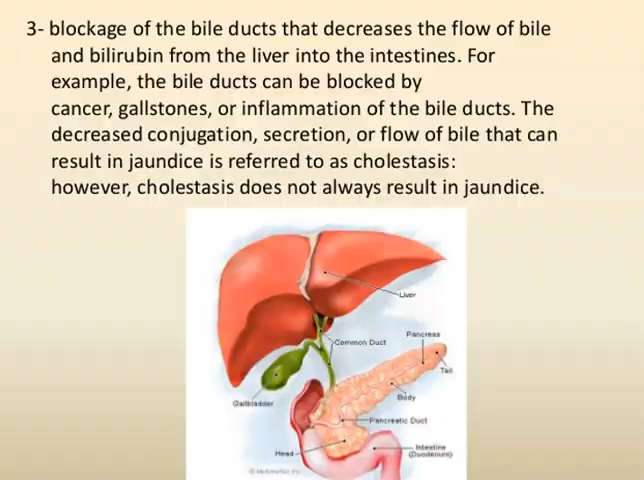 3- blockage of the bile ducts that decreases the flow of bile
and bilirubin from the liver into the intestines. For
example, the bile ducts can be blocked by
cancer, gallstones, or inflammation of the bile ducts. The
decreased conjugation, secretion, or flow of bile that can
result in jaundice is referred to as cholestasis:
however, cholestasis does not always result in jaundice.
Liver
Common Duct
Pancreas
Tail
Gallbladder
Body
Pancreatic Duct
Head
Intestine
(Duodenum)